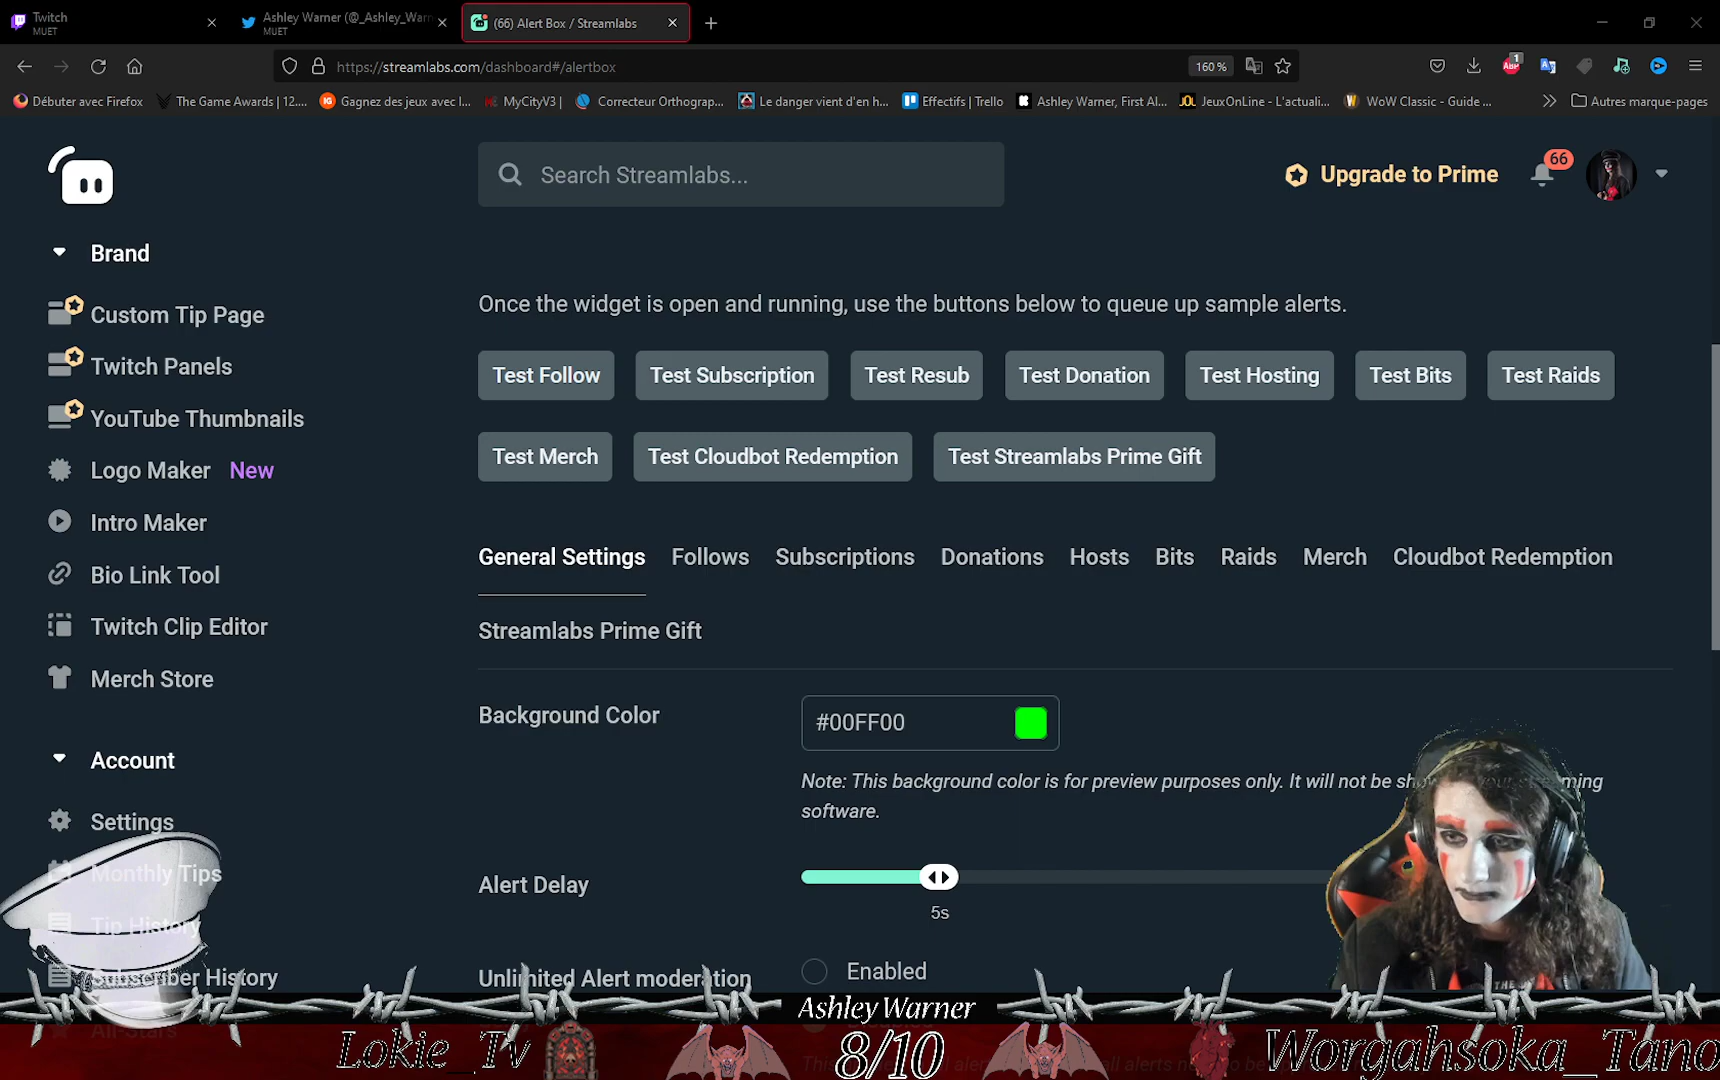 Twitch
MUET
Ashley Warner (@_Ashley_Warn
MUET
(66) Alert Box / Streamlabs
https://streamlabs.com/dashboard#/alertbox
160 %
ABP
1
Débuter avec Firefox
The Game Awards | 12....
Gagnez des jeux avec l...
MyCityV3 |
Correcteur Orthograp...
Le danger vient d'en h...
Effectifs | Trello
Ashley Warner, First Al...
JeuxOnLine - L'actuali...
WoW Classic - Guide ...
Autres marque-pages
Search Streamlabs...
Upgrade to Prime
66
Brand
Custom Tip Page
Twitch Panels
YouTube Thumbnails
Logo Maker New
Intro Maker
Bio Link Tool
Twitch Clip Editor
Merch Store
Account
Settings
Monthly Tips
Tip History
Subscriber History
All-Stars
Once the widget is open and running, use the buttons below to queue up sample alerts.
Test Follow
Test Subscription
Test Resub
Test Donation
Test Hosting
Test Bits
Test Raids
Test Merch
Test Cloudbot Redemption
Test Streamlabs Prime Gift
General Settings
Follows
Subscriptions
Donations
Hosts
Bits
Raids
Merch
Cloudbot Redemption
Streamlabs Prime Gift
Background Color
#00FF00
Note: This background color is for preview purposes only. It will not be streaming
software.
Alert Delay
5s
Unlimited Alert moderation
Enabled
Ashley Warner
Lokie_Tv
8/10
Worgahsoka_Tano